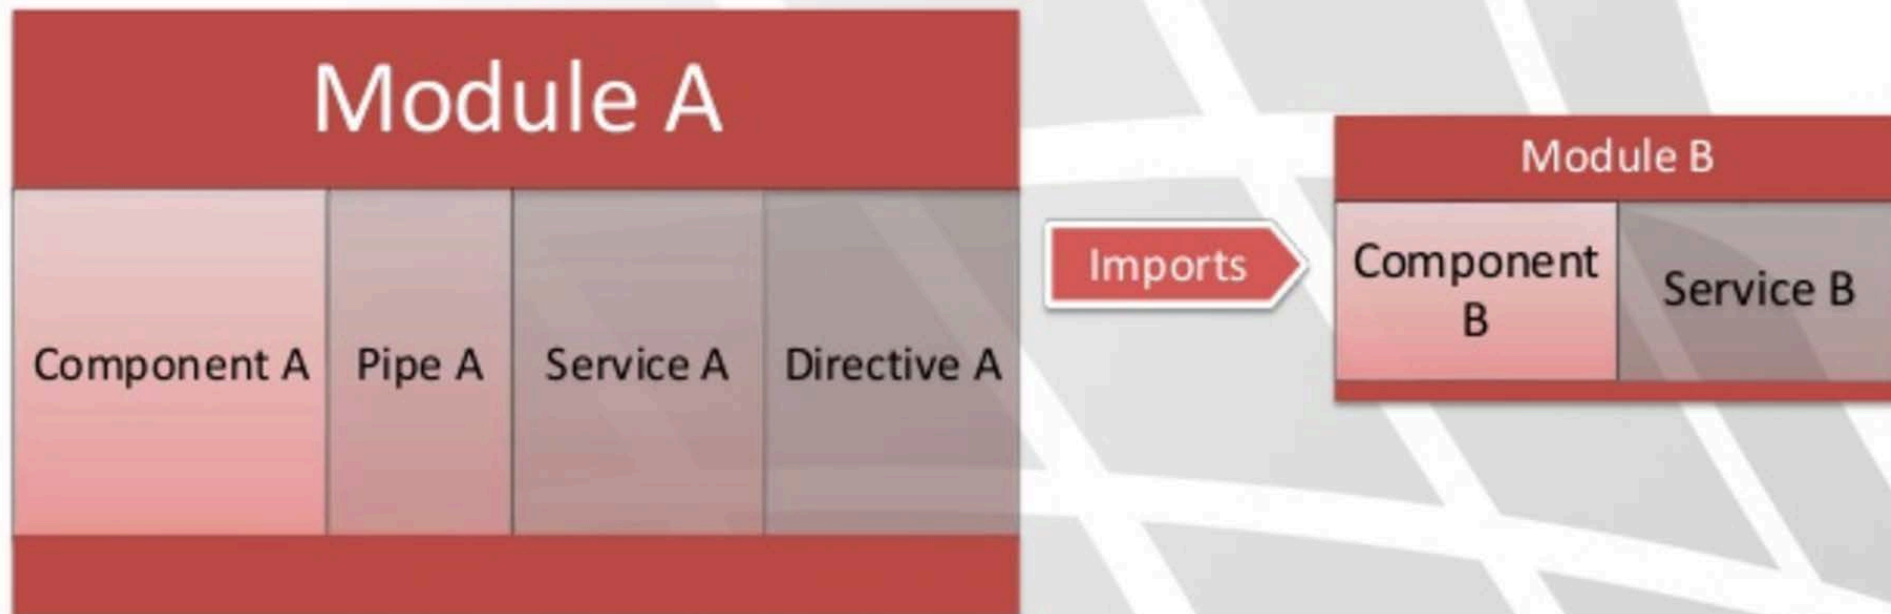 Module A
Component A
Pipe A
Service A
Directive A
Imports
Module B
Component
B
Service B